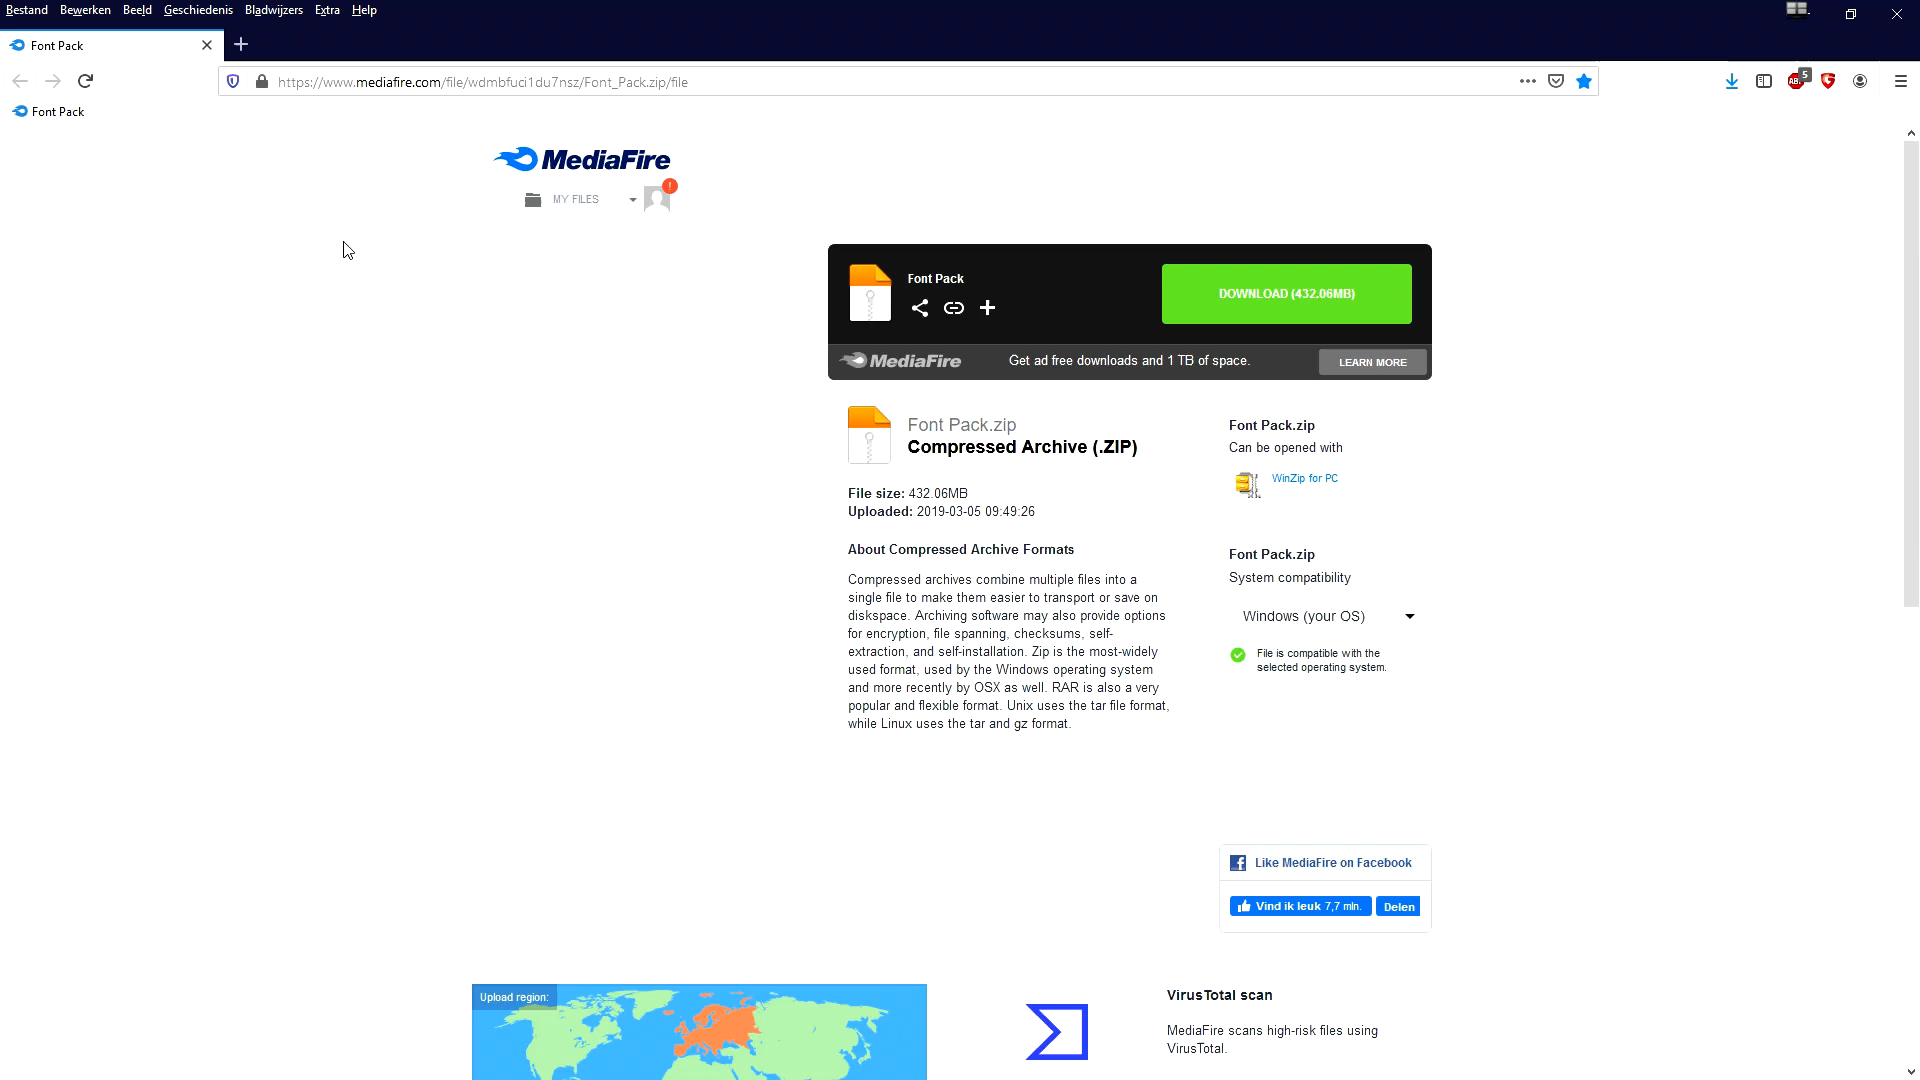 Bestand Bewerken Beeld Geschiedenis Bladwijzers Extra Help
Font Pack
https://www.mediafire.com/file/wdmbfuci1du7nsz/Font_Pack.zip/file
ABP 5
Font Pack
MediaFire
MY FILES
!
Font Pack
DOWNLOAD (432.06MB)
MediaFire Get ad free downloads and 1 TB of space. LEARN MORE
Font Pack.zip
Compressed Archive (.ZIP)
File size: 432.06MB
Uploaded: 2019-03-05 09:49:26
About Compressed Archive Formats
Compressed archives combine multiple files into a
single file to make them easier to transport or save on
diskspace. Archiving software may also provide options
for encryption, file spanning, checksums, self-
extraction, and self-installation. Zip is the most-widely
used format, used by the Windows operating system
and more recently by OSX as well. RAR is also a very
popular and flexible format. Unix uses the tar file format,
while Linux uses the tar and gz format.
Font Pack.zip
Can be opened with
WinZip for PC
Font Pack.zip
System compatibility
Windows (your OS)
File is compatible with the
selected operating system.
Like MediaFire on Facebook
Vind ik leuk 7,7 mln. Delen
Upload region:
VirusTotal scan
MediaFire scans high-risk files using
VirusTotal.